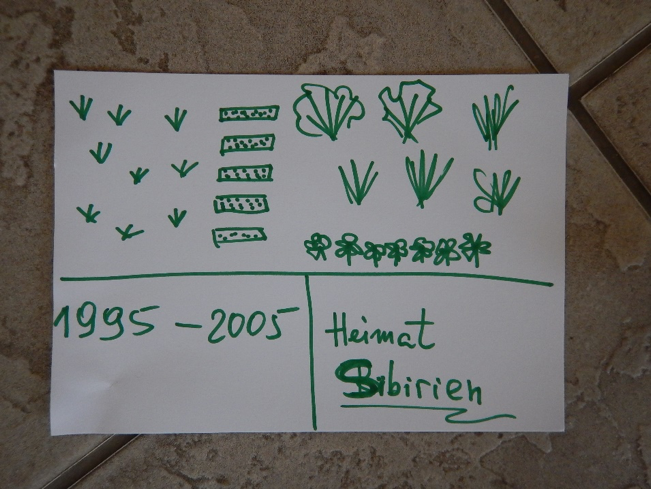 1995 – 2005
Heimat
Sibirien